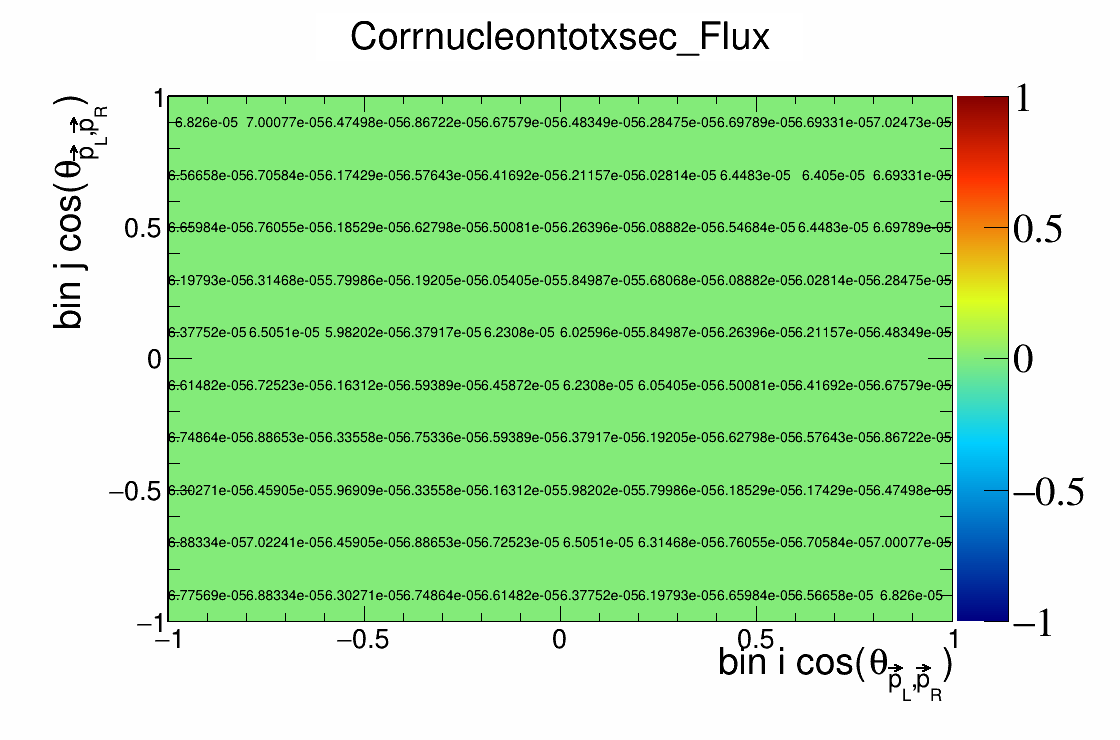 Corrnucleontotxsec_Flux
bin j cos(θ p⃗L,p⃗R)
1
6.826e-05 7.00077e-05 6.47498e-05 6.86722e-05 6.67579e-05 6.48349e-05 6.28475e-05 6.69789e-05 6.69331e-05 7.02473e-05
6.56658e-05 6.70584e-05 6.17429e-05 6.57643e-05 6.41692e-05 6.21157e-05 6.02814e-05 6.4483e-05 6.405e-05 6.69331e-05
0.5
6.65984e-05 6.76055e-05 6.18529e-05 6.62798e-05 6.50081e-05 6.26396e-05 6.08882e-05 6.54684e-05 6.4483e-05 6.69789e-05
6.19793e-05 6.31468e-05 5.79986e-05 6.19205e-05 6.05405e-05 5.84987e-05 5.68068e-05 6.08882e-05 6.02814e-05 6.28475e-05
6.37752e-05 6.5051e-05 5.98202e-05 6.37917e-05 6.2308e-05 6.02596e-05 5.84987e-05 6.26396e-05 6.21157e-05 6.48349e-05
0
6.61482e-05 6.72523e-05 6.16312e-05 6.59389e-05 6.45872e-05 6.2308e-05 6.05405e-05 6.50081e-05 6.41692e-05 6.67579e-05
6.74864e-05 6.88653e-05 6.33558e-05 6.75336e-05 6.59389e-05 6.37917e-05 6.19205e-05 6.62798e-05 6.57643e-05 6.86722e-05
−0.5
6.30271e-05 6.45905e-05 5.96909e-05 6.33558e-05 6.16312e-05 5.98202e-05 5.79986e-05 6.18529e-05 6.17429e-05 6.47498e-05
6.88334e-05 7.02241e-05 6.45905e-05 6.88653e-05 6.72523e-05 6.5051e-05 6.31468e-05 6.76055e-05 6.70584e-05 7.00077e-05
6.77569e-05 6.88334e-05 6.30271e-05 6.74864e-05 6.61482e-05 6.37752e-05 6.19793e-05 6.65984e-05 6.56658e-05 6.826e-05
−1
−1 −0.5 0 0.5 1
bin i cos(θ p⃗L,p⃗R)
1
0.5
0
−0.5
−1